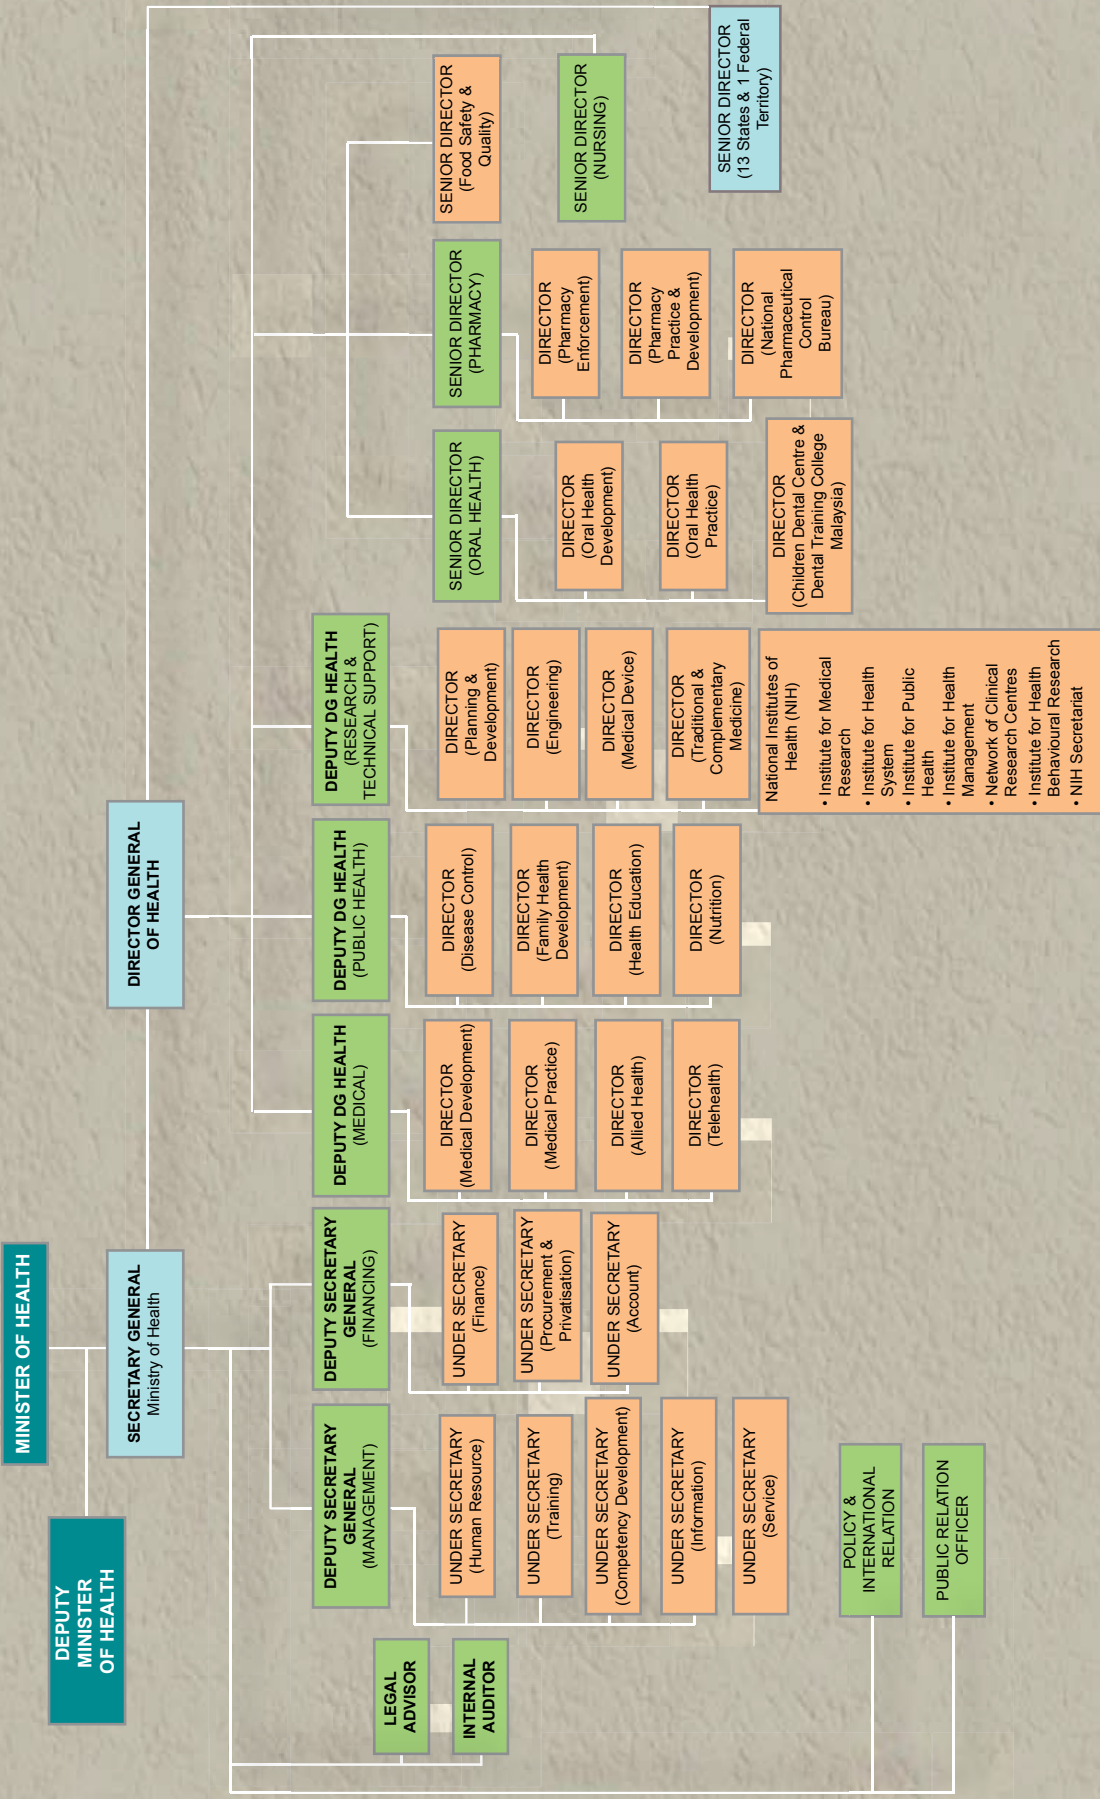 MINISTER OF HEALTH
DEPUTY
MINISTER
OF HEALTH
SECRETARY GENERAL
Ministry of Health
DIRECTOR GENERAL
OF HEALTH
LEGAL
ADVISOR
INTERNAL
AUDITOR
DEPUTY SECRETARY
GENERAL
(MANAGEMENT)
UNDER SECRETARY
(Human Resource)
UNDER SECRETARY
(Training)
UNDER SECRETARY
(Competency Development)
UNDER SECRETARY
(Information)
UNDER SECRETARY
(Service)
POLICY &
INTERNATIONAL
RELATION
PUBLIC RELATION
OFFICER
DEPUTY SECRETARY
GENERAL
(FINANCING)
UNDER SECRETARY
(Finance)
UNDER SECRETARY
(Procurement &
Privatisation)
UNDER SECRETARY
(Account)
DEPUTY DG HEALTH
(MEDICAL)
DIRECTOR
(Medical Development)
DIRECTOR
(Medical Practice)
DIRECTOR
(Allied Health)
DIRECTOR
(Telehealth)
DEPUTY DG HEALTH
(PUBLIC HEALTH)
DIRECTOR
(Disease Control)
DIRECTOR
(Family Health
Development)
DIRECTOR
(Health Education)
DIRECTOR
(Nutrition)
DEPUTY DG HEALTH
(RESEARCH &
TECHNICAL SUPPORT)
DIRECTOR
(Planning &
Development)
DIRECTOR
(Engineering)
DIRECTOR
(Medical Device)
DIRECTOR
(Traditional &
Complementary
Medicine)
National Institutes of
Health (NIH)
• Institute for Medical
Research
• Institute for Health
System
• Institute for Public
Health
• Institute for Health
Management
• Network of Clinical
Research Centres
• Institute for Health
Behavioural Research
• NIH Secretariat
SENIOR DIRECTOR
(ORAL HEALTH)
DIRECTOR
(Oral Health
Development)
DIRECTOR
(Oral Health
Practice)
DIRECTOR
(Children Dental Centre &
Dental Training College
Malaysia)
SENIOR DIRECTOR
(PHARMACY)
DIRECTOR
(Pharmacy
Enforcement)
DIRECTOR
(Pharmacy
Practice &
Development)
DIRECTOR
(National
Pharmaceutical
Control
Bureau)
SENIOR DIRECTOR
(Food Safety &
Quality)
SENIOR DIRECTOR
(NURSING)
SENIOR DIRECTOR
(13 States & 1 Federal
Territory)